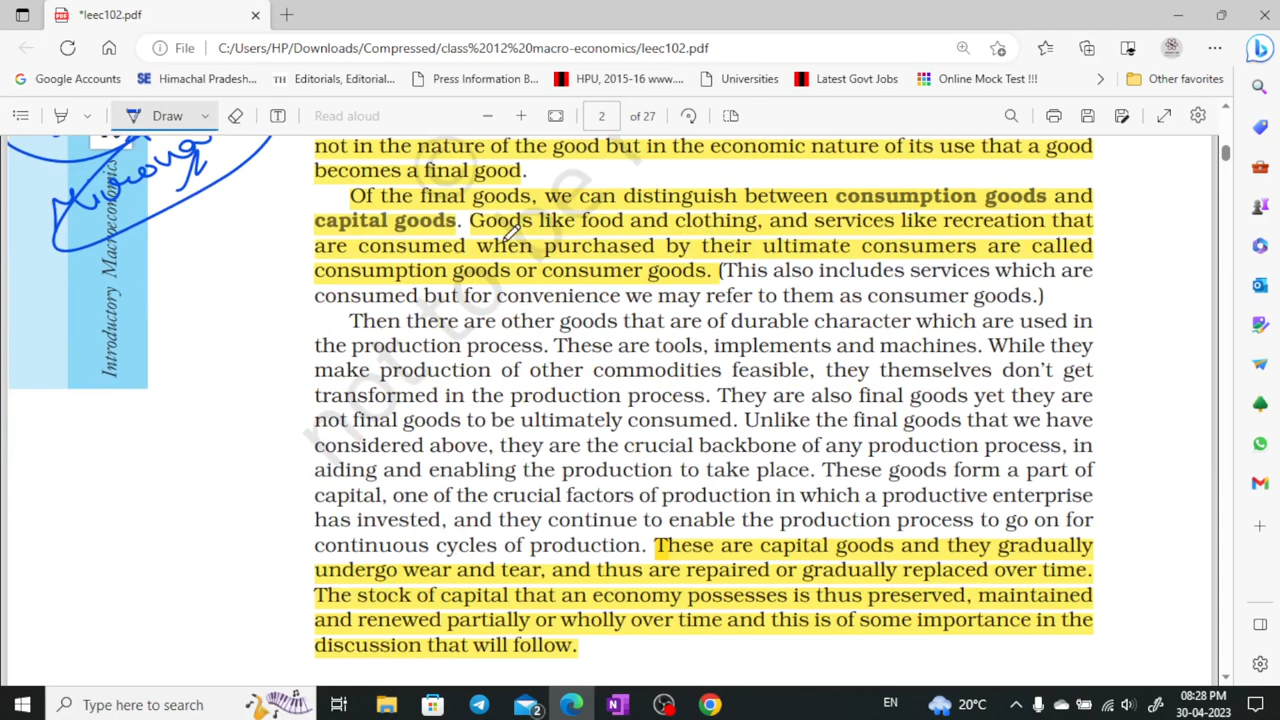 *leec102.pdf
File
C:/Users/HP/Downloads/Compressed/class%2012%20macro-economics/leec102.pdf
Google Accounts
SE Himachal Pradesh...
TH Editorials, Editorial...
Press Information B...
HPU, 2015-16 www....
Universities
Latest Govt Jobs
Online Mock Test !!!
Other favorites
Draw
Read aloud
2 of 27
Introductory Macroeconomics
not in the nature of the good but in the economic nature of its use that a good
becomes a final good.
Of the final goods, we can distinguish between consumption goods and
capital goods. Goods like food and clothing, and services like recreation that
are consumed when purchased by their ultimate consumers are called
consumption goods or consumer goods. (This also includes services which are
consumed but for convenience we may refer to them as consumer goods.)
Then there are other goods that are of durable character which are used in
the production process. These are tools, implements and machines. While they
make production of other commodities feasible, they themselves don't get
transformed in the production process. They are also final goods yet they are
not final goods to be ultimately consumed. Unlike the final goods that we have
considered above, they are the crucial backbone of any production process, in
aiding and enabling the production to take place. These goods form a part of
capital, one of the crucial factors of production in which a productive enterprise
has invested, and they continue to enable the production process to go on for
continuous cycles of production. These are capital goods and they gradually
undergo wear and tear, and thus are repaired or gradually replaced over time.
The stock of capital that an economy possesses is thus preserved, maintained
and renewed partially or wholly over time and this is of some importance in the
discussion that will follow.
© not to be
Type here to search
2
EN
20°C
08:28 PM
30-04-2023